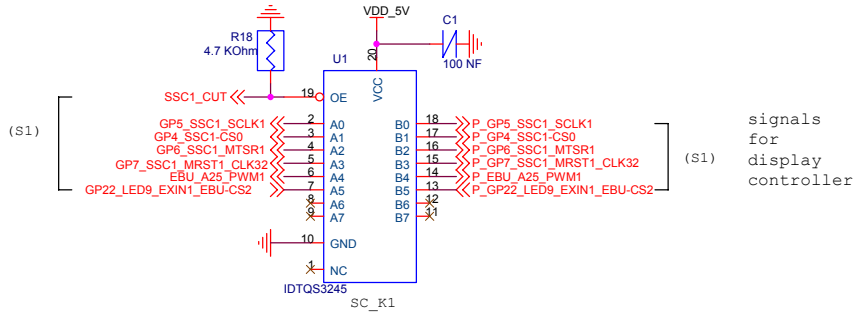 VDD_5V
R18
4.7 KOhm
C1
100 NF
U1
20
VCC
SSC1_CUT
19
OE
(S1)
GP5_SSC1_SCLK1 2 A0 B0 18 P_GP5_SSC1_SCLK1
GP4_SSC1-CS0 3 A1 B1 17 P_GP4_SSC1-CS0
GP6_SSC1_MTSR1 4 A2 B2 16 P_GP6_SSC1_MTSR1
GP7_SSC1_MRST1_CLK32 5 A3 B3 15 P_GP7_SSC1_MRST1_CLK32
EBU_A25_PWM1 6 A4 B4 14 P_EBU_A25_PWM1
GP22_LED9_EXIN1_EBU-CS2 7 A5 B5 13 P_GP22_LED9_EXIN1_EBU-CS2
8 A6 B6 12
9 A7 B7 11
(S1)
signals
for
display
controller
10 GND
1 NC
IDTQS3245
SC_K1